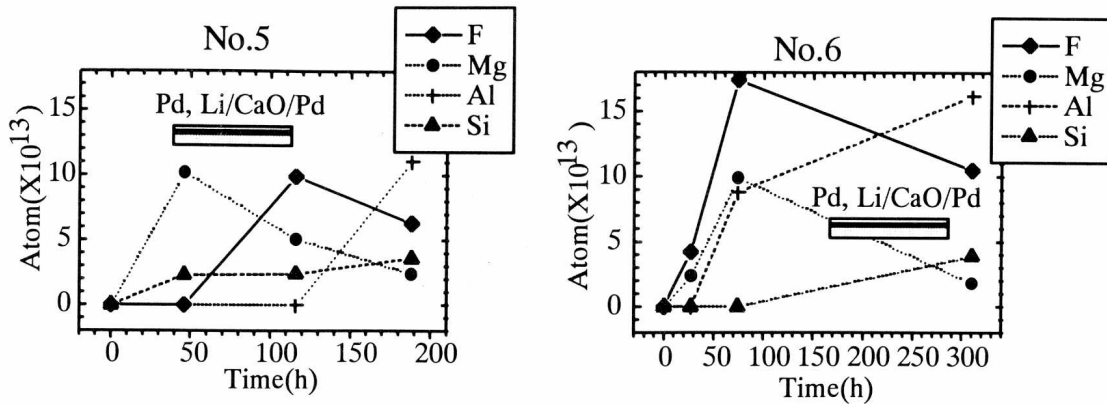 No.5
F
Mg
Al
Si
Pd, Li/CaO/Pd
Atom(X10^13)
15
10
5
0
0 50 100 150 200
Time(h)
No.6
F
Mg
Al
Si
Pd, Li/CaO/Pd
Atom(X10^13)
15
10
5
0
0 50 100 150 200 250 300
Time(h)